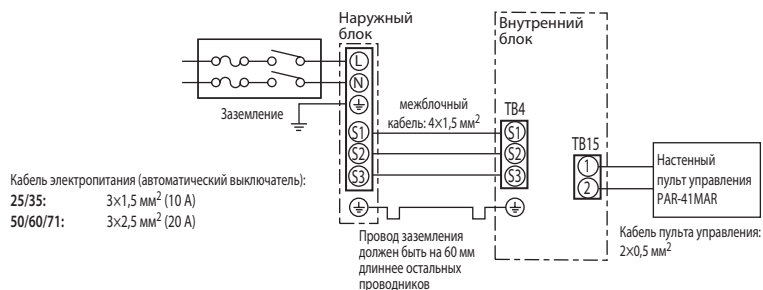 Наружный
блок
Внутренний
блок
L
N
Заземление
межблочный
кабель: 4×1,5 мм²
TB4
S1
S2
S3
S1
S2
S3
TB15
1
2
Настенный
пульт управления
PAR-41MAR
Кабель пульта управления:
2×0,5 мм²
Кабель электропитания (автоматический выключатель):
25/35: 3×1,5 мм² (10 А)
50/60/71: 3×2,5 мм² (20 А)
Провод заземления
должен быть на 60 мм
длиннее остальных
проводников